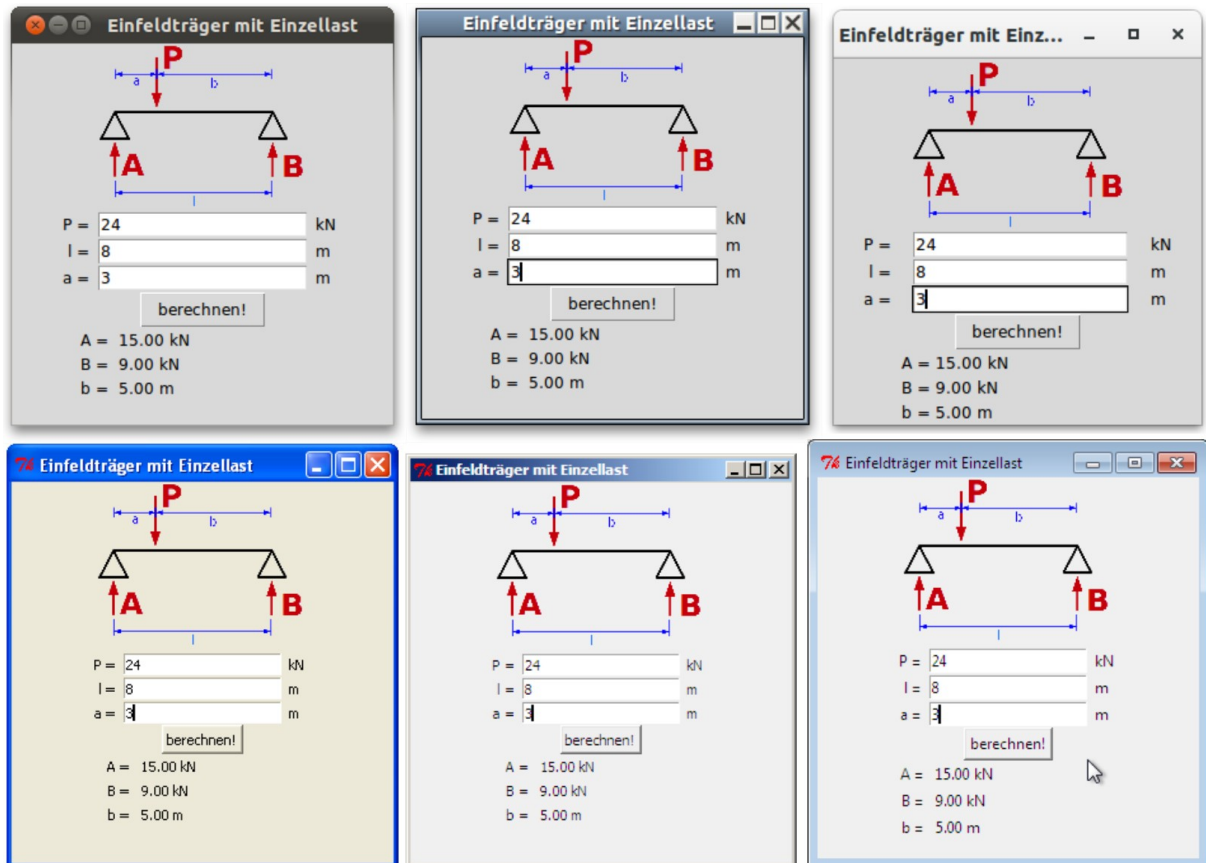 Einfeldträger mit Einzellast
P
a b
A B
l
P = 24 kN
l = 8 m
a = 3 m
berechnen!
A = 15.00 kN
B = 9.00 kN
b = 5.00 m
Einfeldträger mit Einzellast
P
a b
A B
l
P = 24 kN
l = 8 m
a = 3 m
berechnen!
A = 15.00 kN
B = 9.00 kN
b = 5.00 m
Einfeldträger mit Einz...
P
a b
A B
l
P = 24 kN
l = 8 m
a = 3 m
berechnen!
A = 15.00 kN
B = 9.00 kN
b = 5.00 m
Einfeldträger mit Einzellast
P
a b
A B
l
P = 24 kN
l = 8 m
a = 3 m
berechnen!
A = 15.00 kN
B = 9.00 kN
b = 5.00 m
Einfeldträger mit Einzellast
P
a b
A B
l
P = 24 kN
l = 8 m
a = 3 m
berechnen!
A = 15.00 kN
B = 9.00 kN
b = 5.00 m
Einfeldträger mit Einzellast
P
a b
A B
l
P = 24 kN
l = 8 m
a = 3 m
berechnen!
A = 15.00 kN
B = 9.00 kN
b = 5.00 m